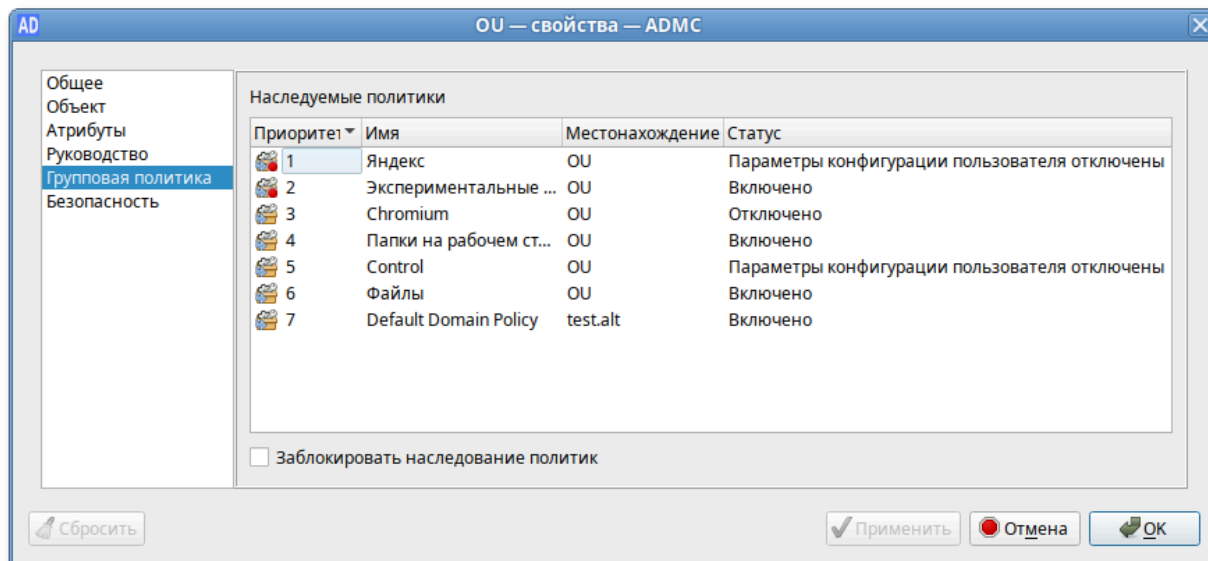 AD OU — свойства — ADMC
Общее
Объект
Атрибуты
Руководство
Групповая политика
Безопасность
Наследуемые политики
Приоритет Имя Местонахождение Статус
1 Яндекс OU Параметры конфигурации пользователя отключены
2 Экспериментальные ... OU Включено
3 Chromium OU Отключено
4 Папки на рабочем ст... OU Включено
5 Control OU Параметры конфигурации пользователя отключены
6 Файлы OU Включено
7 Default Domain Policy test.alt Включено
Заблокировать наследование политик
Сбросить Применить Отмена OK